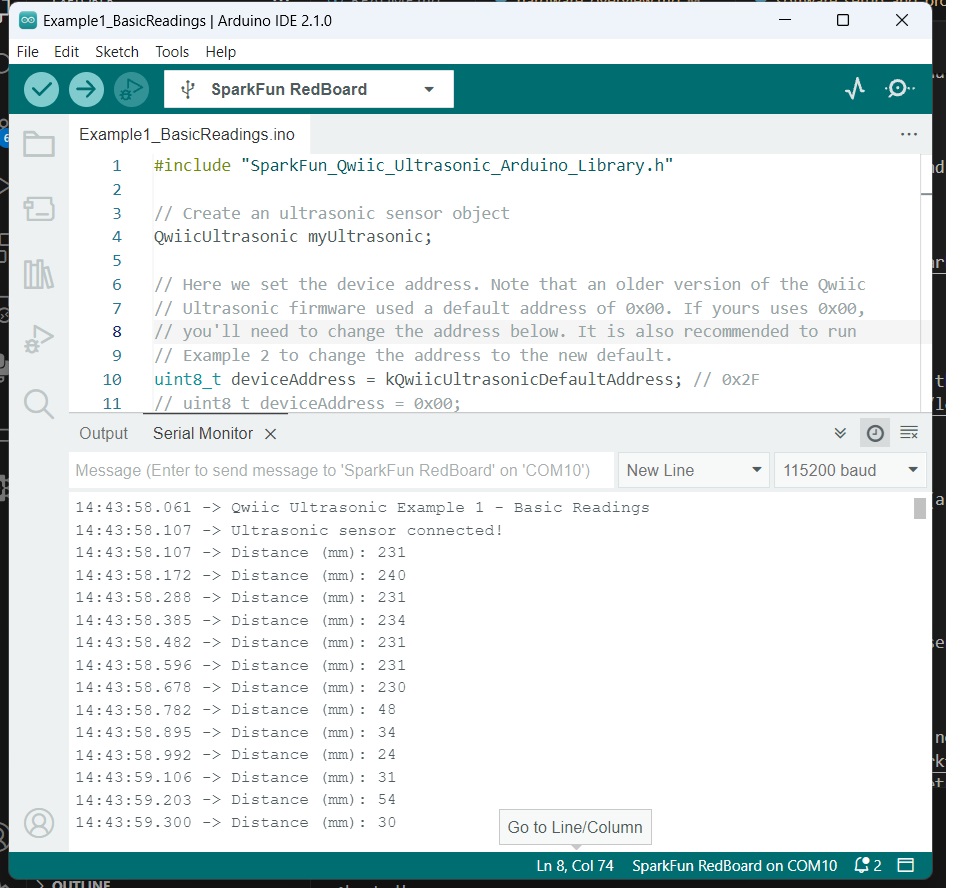 Example1_BasicReadings | Arduino IDE 2.1.0
File Edit Sketch Tools Help
SparkFun RedBoard
Example1_BasicReadings.ino
1 #include "SparkFun_Qwiic_Ultrasonic_Arduino_Library.h"
2
3 // Create an ultrasonic sensor object
4 QwiicUltrasonic myUltrasonic;
5
6 // Here we set the device address. Note that an older version of the Qwiic
7 // Ultrasonic firmware used a default address of 0x00. If yours uses 0x00,
8 // you'll need to change the address below. It is also recommended to run
9 // Example 2 to change the address to the new default.
10 uint8_t deviceAddress = kQwiicUltrasonicDefaultAddress; // 0x2F
11 // uint8 t deviceAddress = 0x00;
Output Serial Monitor
Message (Enter to send message to 'SparkFun RedBoard' on 'COM10') New Line 115200 baud
14:43:58.061 -> Qwiic Ultrasonic Example 1 - Basic Readings
14:43:58.107 -> Ultrasonic sensor connected!
14:43:58.107 -> Distance (mm): 231
14:43:58.172 -> Distance (mm): 240
14:43:58.288 -> Distance (mm): 231
14:43:58.385 -> Distance (mm): 234
14:43:58.482 -> Distance (mm): 231
14:43:58.596 -> Distance (mm): 231
14:43:58.678 -> Distance (mm): 230
14:43:58.782 -> Distance (mm): 48
14:43:58.895 -> Distance (mm): 34
14:43:58.992 -> Distance (mm): 24
14:43:59.106 -> Distance (mm): 31
14:43:59.203 -> Distance (mm): 54
14:43:59.300 -> Distance (mm): 30
Go to Line/Column
Ln 8, Col 74 SparkFun RedBoard on COM10 2
OUTLINE